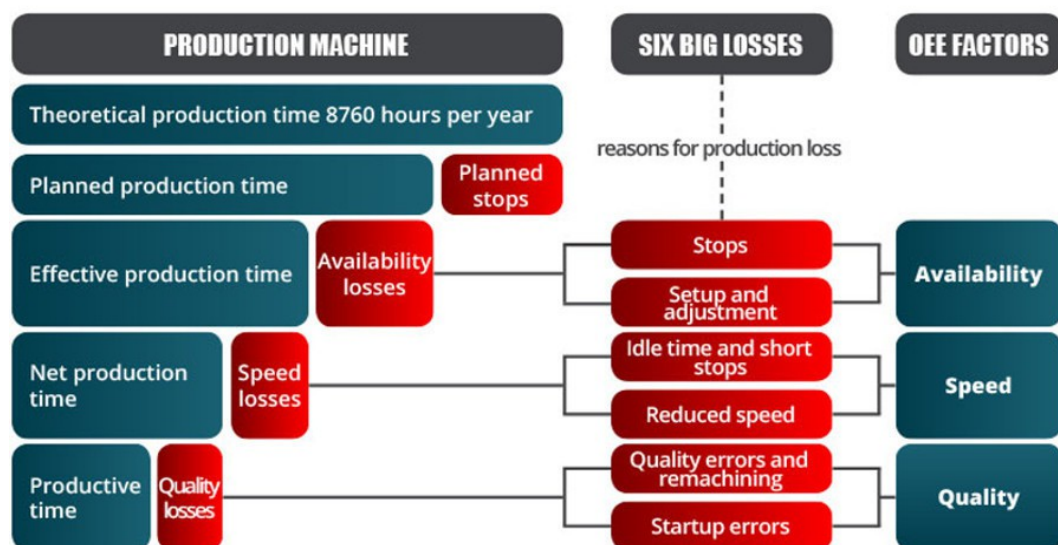 PRODUCTION MACHINE
SIX BIG LOSSES
OEE FACTORS
Theoretical production time 8760 hours per year
reasons for production loss
Planned production time
Planned
stops
Effective production time
Availability
losses
Stops
Setup and
adjustment
Availability
Net production
time
Speed
losses
Idle time and short
stops
Reduced speed
Speed
Productive
time
Quality
losses
Quality errors and
remachining
Startup errors
Quality